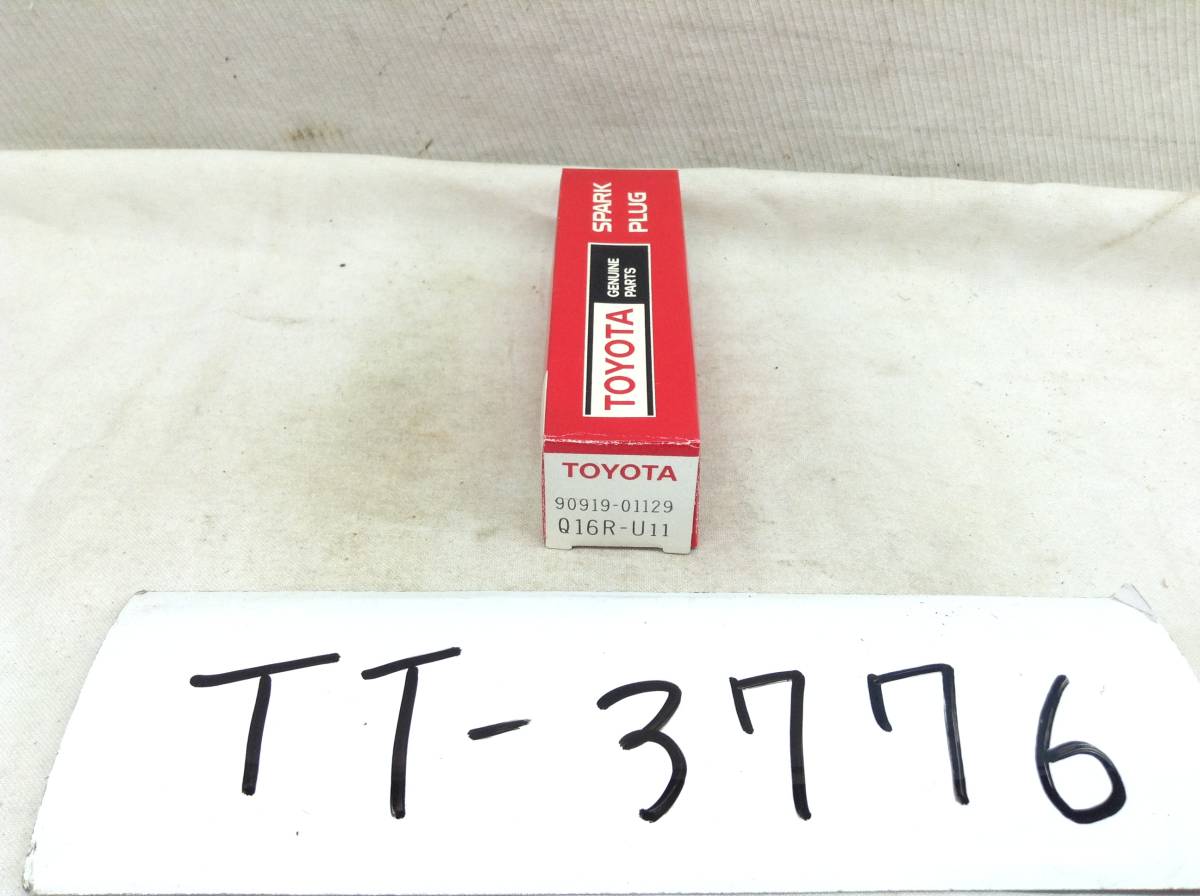 SPARK
PLUG
TOYOTA
GENUINE
PARTS
TOYOTA
90919-01129
Q16R-U11
TT-3776